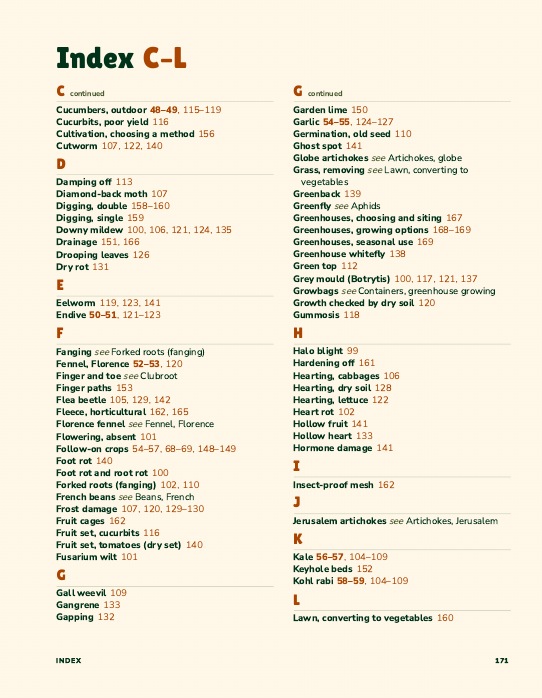 Index C–L
C continued
Cucumbers, outdoor 48–49, 115–119
Cucurbits, poor yield 116
Cultivation, choosing a method 156
Cutworm 107, 122, 140
D
Damping off 113
Diamond-back moth 107
Digging, double 158–160
Digging, single 159
Downy mildew 100, 106, 121, 124, 135
Drainage 151, 166
Drooping leaves 126
Dry rot 131
E
Eelworm 119, 123, 141
Endive 50–51, 121–123
F
Fanging see Forked roots (fanging)
Fennel, Florence 52–53, 120
Finger and toe see Clubroot
Finger paths 153
Flea beetle 105, 129, 142
Fleece, horticultural 162, 165
Florence fennel see Fennel, Florence
Flowering, absent 101
Follow-on crops 54–57, 68–69, 148–149
Foot rot 140
Foot rot and root rot 100
Forked roots (fanging) 102, 110
French beans see Beans, French
Frost damage 107, 120, 129–130
Fruit cages 162
Fruit set, cucurbits 116
Fruit set, tomatoes (dry set) 140
Fusarium wilt 101
G
Gall weevil 109
Gangrene 133
Gapping 132
G continued
Garden lime 150
Garlic 54–55, 124–127
Germination, old seed 110
Ghost spot 141
Globe artichokes see Artichokes, globe
Grass, removing see Lawn, converting to
vegetables
Greenback 139
Greenfly see Aphids
Greenhouses, choosing and siting 167
Greenhouses, growing options 168–169
Greenhouses, seasonal use 169
Greenhouse whitefly 138
Green top 112
Grey mould (Botrytis) 100, 117, 121, 137
Growbags see Containers, greenhouse growing
Growth checked by dry soil 120
Gummosis 118
H
Halo blight 99
Hardening off 161
Hearting, cabbages 106
Hearting, dry soil 128
Hearting, lettuce 122
Heart rot 102
Hollow fruit 141
Hollow heart 133
Hormone damage 141
I
Insect-proof mesh 162
J
Jerusalem artichokes see Artichokes, Jerusalem
K
Kale 56–57, 104–109
Keyhole beds 152
Kohl rabi 58–59, 104–109
L
Lawn, converting to vegetables 160
INDEX
171